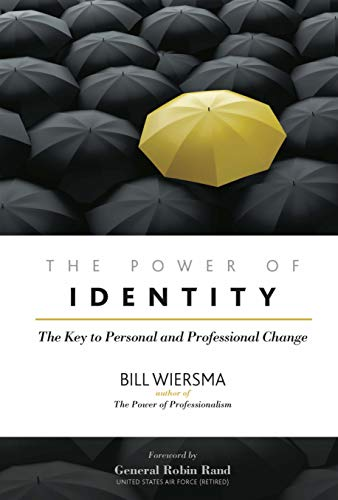 THE POWER OF
IDENTITY
The Key to Personal and Professional Change
BILL WIERSMA
author of
The Power of Professionalism
Foreword by
General Robin Rand
UNITED STATES AIR FORCE (RETIRED)